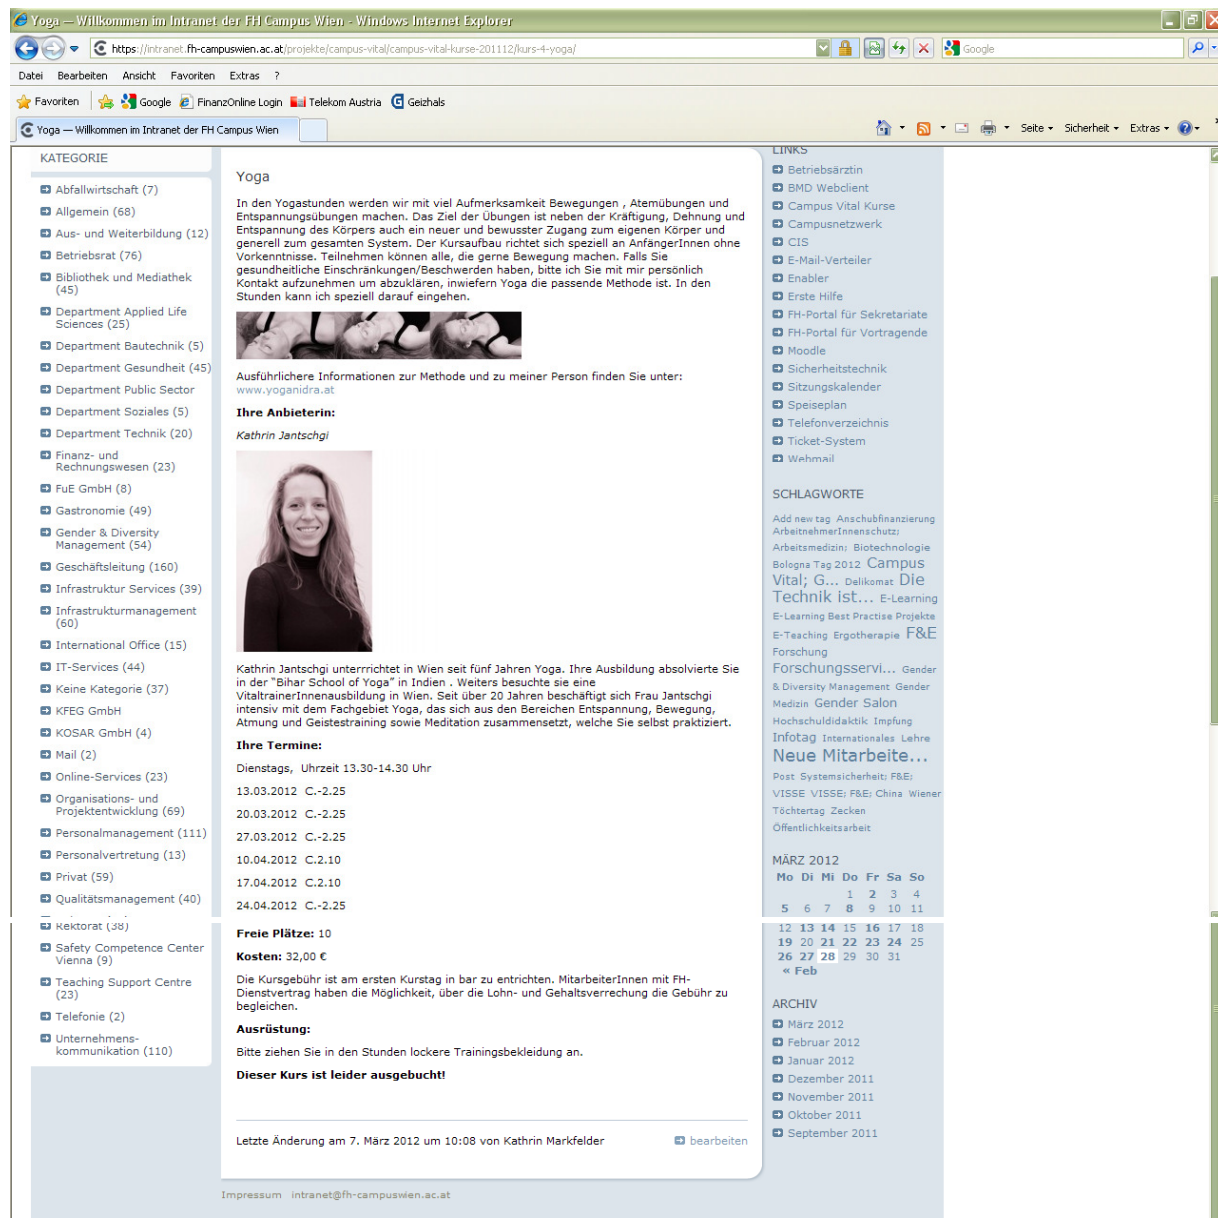 Yoga — Willkommen im Intranet der FH Campus Wien - Windows Internet Explorer
https://intranet.fh-campuswien.ac.at/projekte/campus-vital/campus-vital-kurse-201112/kurs-4-yoga/
Google
Datei Bearbeiten Ansicht Favoriten Extras ?
Favoriten Google FinanzOnline Login Telekom Austria Geizhals
Yoga — Willkommen im Intranet der FH Campus Wien
Seite Sicherheit Extras
KATEGORIE
Abfallwirtschaft (7)
Allgemein (68)
Aus- und Weiterbildung (12)
Betriebsrat (76)
Bibliothek und Mediathek
(45)
Department Applied Life
Sciences (25)
Department Bautechnik (5)
Department Gesundheit (45)
Department Public Sector
Department Soziales (5)
Department Technik (20)
Finanz- und
Rechnungswesen (23)
FuE GmbH (8)
Gastronomie (49)
Gender & Diversity
Management (54)
Geschäftsleitung (160)
Infrastruktur Services (39)
Infrastrukturmanagement
(60)
International Office (15)
IT-Services (44)
Keine Kategorie (37)
KFEG GmbH
KOSAR GmbH (4)
Mail (2)
Online-Services (23)
Organisations- und
Projektentwicklung (69)
Personalmanagement (111)
Personalvertretung (13)
Privat (59)
Qualitätsmanagement (40)
Rektorat (38)
Safety Competence Center
Vienna (9)
Teaching Support Centre
(23)
Telefonie (2)
Unternehmens-
kommunikation (110)
Yoga
In den Yogastunden werden wir mit viel Aufmerksamkeit Bewegungen , Atemübungen und
Entspannungsübungen machen. Das Ziel der Übungen ist neben der Kräftigung, Dehnung und
Entspannung des Körpers auch ein neuer und bewusster Zugang zum eigenen Körper und
generell zum gesamten System. Der Kursaufbau richtet sich speziell an AnfängerInnen ohne
Vorkenntnisse. Teilnehmen können alle, die gerne Bewegung machen. Falls Sie
gesundheitliche Einschränkungen/Beschwerden haben, bitte ich Sie mit mir persönlich
Kontakt aufzunehmen um abzuklären, inwiefern Yoga die passende Methode ist. In den
Stunden kann ich speziell darauf eingehen.
Ausführlichere Informationen zur Methode und zu meiner Person finden Sie unter:
www.yoganidra.at
Ihre Anbieterin:
Kathrin Jantschgi
Kathrin Jantschgi unterrrichtet in Wien seit fünf Jahren Yoga. Ihre Ausbildung absolvierte Sie
in der "Bihar School of Yoga" in Indien . Weiters besuchte sie eine
VitaltrainerInnenausbildung in Wien. Seit über 20 Jahren beschäftigt sich Frau Jantschgi
intensiv mit dem Fachgebiet Yoga, das sich aus den Bereichen Entspannung, Bewegung,
Atmung und Geistestraining sowie Meditation zusammensetzt, welche Sie selbst praktiziert.
Ihre Termine:
Dienstags, Uhrzeit 13.30-14.30 Uhr
13.03.2012 C.-2.25
20.03.2012 C.-2.25
27.03.2012 C.-2.25
10.04.2012 C.2.10
17.04.2012 C.2.10
24.04.2012 C.-2.25
Freie Plätze: 10
Kosten: 32,00 €
Die Kursgebühr ist am ersten Kurstag in bar zu entrichten. MitarbeiterInnen mit FH-
Dienstvertrag haben die Möglichkeit, über die Lohn- und Gehaltsverrechung die Gebühr zu
begleichen.
Ausrüstung:
Bitte ziehen Sie in den Stunden lockere Trainingsbekleidung an.
Dieser Kurs ist leider ausgebucht!
Letzte Änderung am 7. März 2012 um 10:08 von Kathrin Markfelder
bearbeiten
LINKS
Betriebsärztin
BMD Webclient
Campus Vital Kurse
Campusnetzwerk
CIS
E-Mail-Verteiler
Enabler
Erste Hilfe
FH-Portal für Sekretariate
FH-Portal für Vortragende
Moodle
Sicherheitstechnik
Sitzungskalender
Speiseplan
Telefonverzeichnis
Ticket-System
Webmail
SCHLAGWORTE
Add new tag Anschubfinanzierung
ArbeitnehmerInnenschutz;
Arbeitsmedizin; Biotechnologie
Bologna Tag 2012 Campus
Vital; G... Delikomat Die
Technik ist... E-Learning
E-Learning Best Practise Projekte
E-Teaching Ergotherapie F&E
Forschung
Forschungsservi... Gender
& Diversity Management Gender
Medizin Gender Salon
Hochschuldidaktik Impfung
Infotag Internationales Lehre
Neue Mitarbeite...
Post Systemsicherheit; F&E;
VISSE VISSE; F&E; China Wiener
Töchtertag Zecken
Öffentlichkeitsarbeit
MÄRZ 2012
Mo Di Mi Do Fr Sa So
1 2 3 4
5 6 7 8 9 10 11
12 13 14 15 16 17 18
19 20 21 22 23 24 25
26 27 28 29 30 31
« Feb
ARCHIV
März 2012
Februar 2012
Januar 2012
Dezember 2011
November 2011
Oktober 2011
September 2011
Impressum intranet@fh-campuswien.ac.at